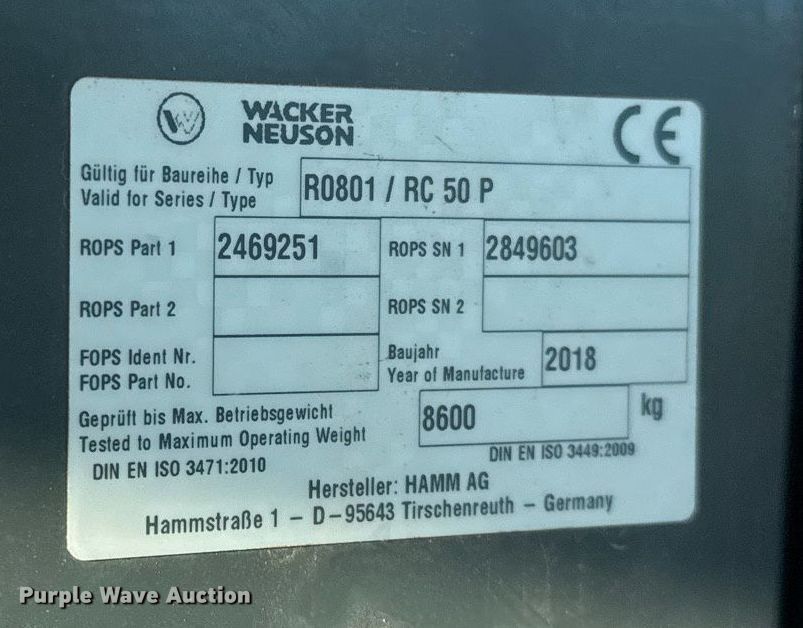 WACKER
NEUSON
CE
Gültig für Baureihe / Typ
Valid for Series / Type
R0801 / RC 50 P
ROPS Part 1
2469251
ROPS SN 1
2849603
ROPS Part 2
ROPS SN 2
FOPS Ident Nr.
FOPS Part No.
Baujahr
Year of Manufacture
2018
Geprüft bis Max. Betriebsgewicht
Tested to Maximum Operating Weight
8600
kg
DIN EN ISO 3471:2010
DIN EN ISO 3449:2009
Hersteller: HAMM AG
Hammstraße 1 – D–95643 Tirschenreuth – Germany
Purple Wave Auction